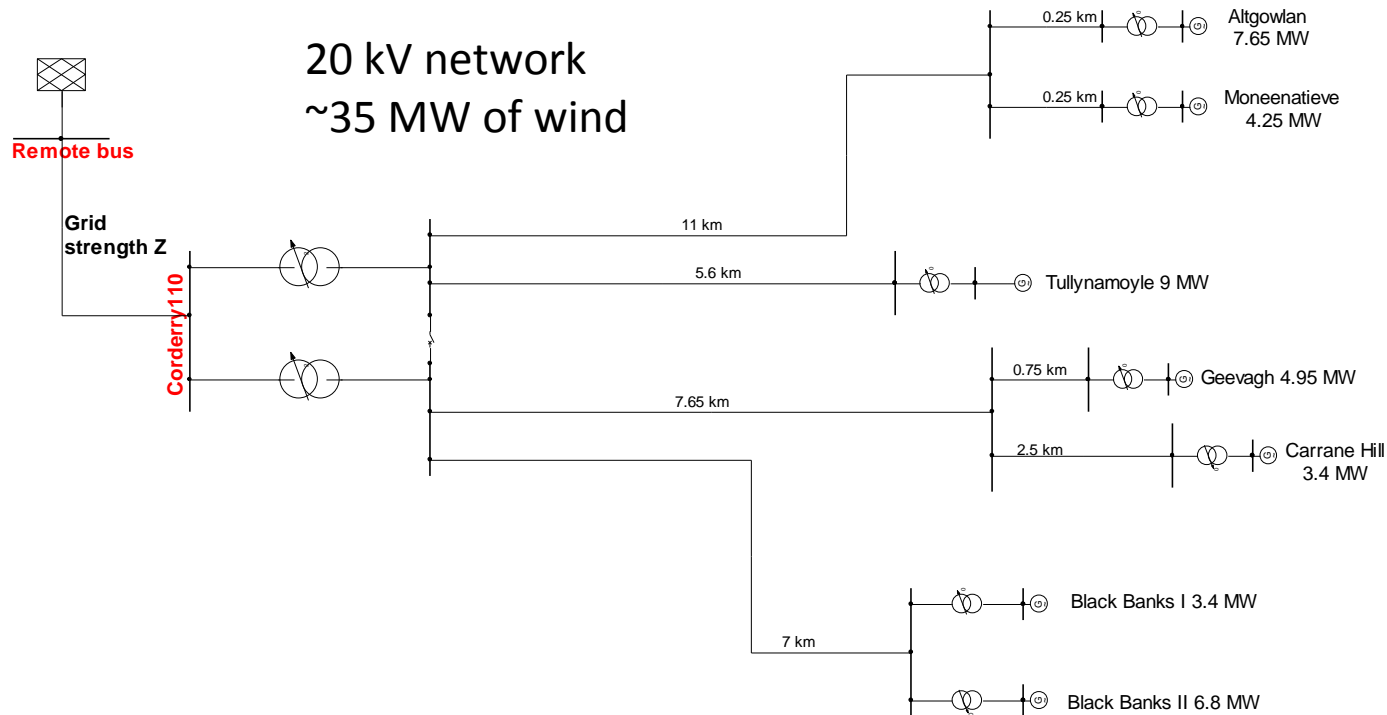 20 kV network
~35 MW of wind
Remote bus
Grid
strength Z
Corderry110
11 km
0.25 km
Altgowlan
7.65 MW
0.25 km
Moneenatieve
4.25 MW
5.6 km
Tullynamoyle 9 MW
7.65 km
0.75 km
Geevagh 4.95 MW
2.5 km
Carrane Hill
3.4 MW
7 km
Black Banks I 3.4 MW
Black Banks II 6.8 MW
G
G
G
G
G
G
G